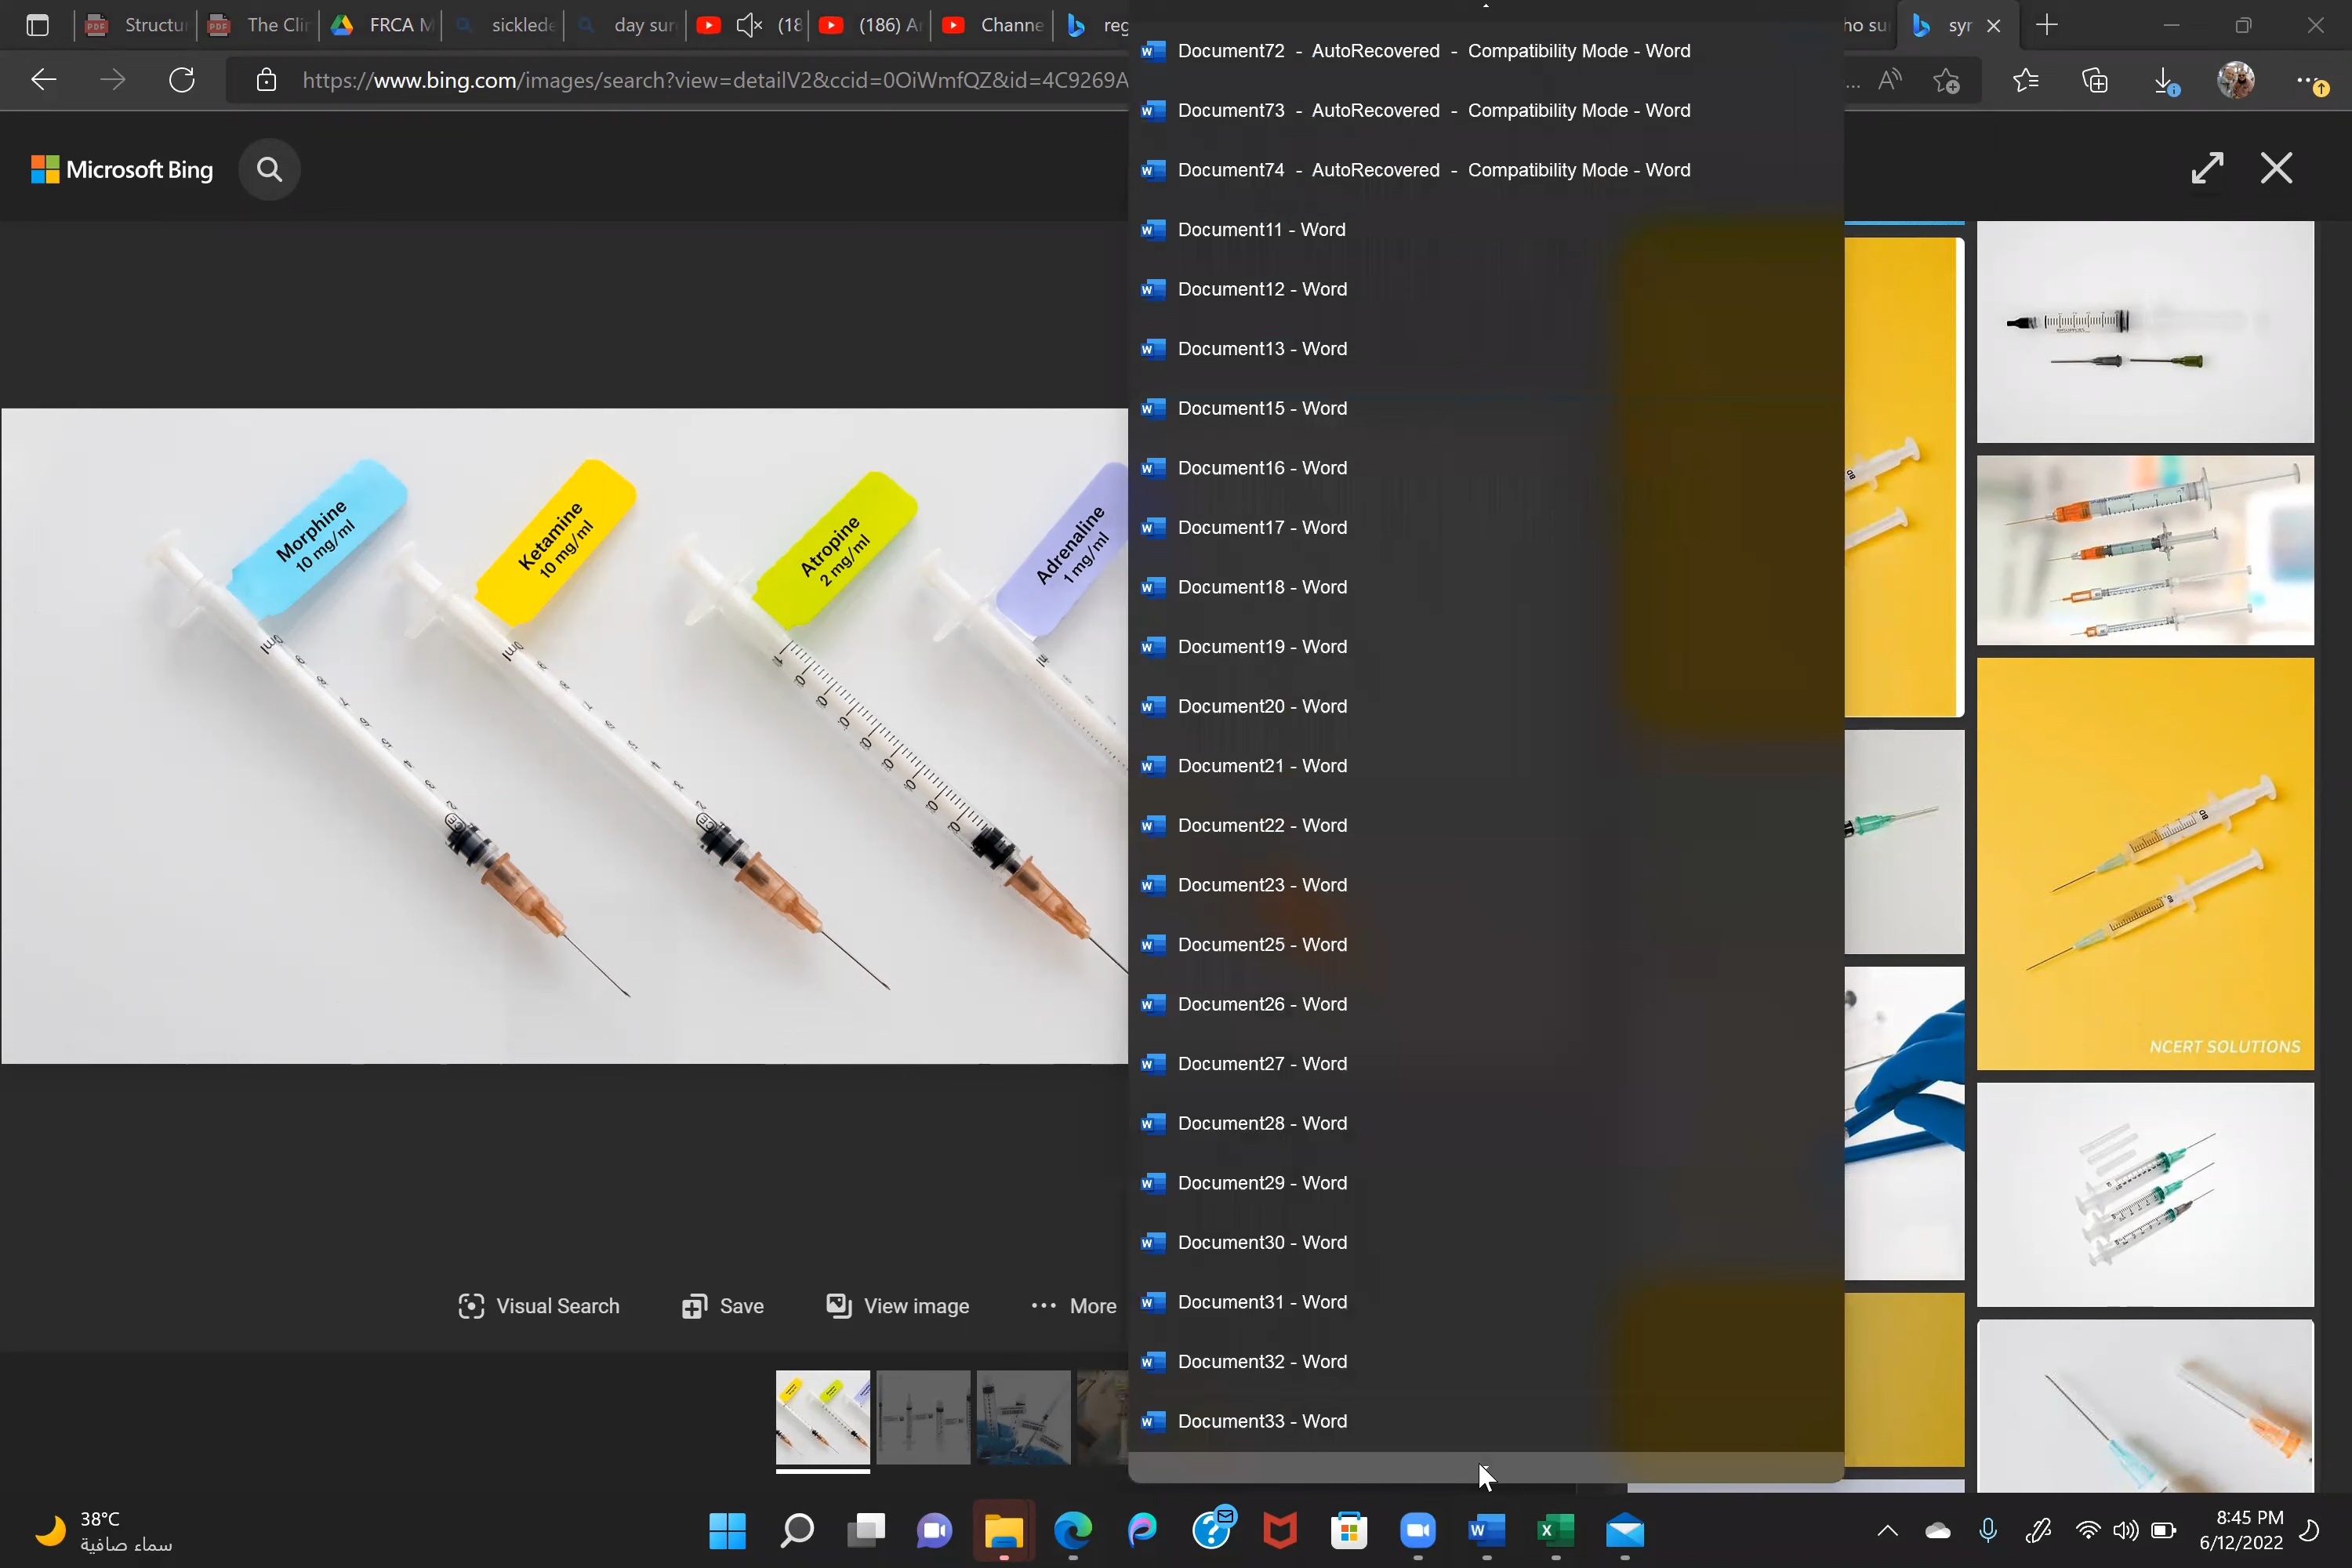 Structu
The Clin
FRCA M
sicklede
day sur
(18
(186) Ar
Channe
reg
ho su
syr
https://www.bing.com/images/search?view=detailV2&ccid=0OiWmfQZ&id=4C9269A
Microsoft Bing
Document72 - AutoRecovered - Compatibility Mode - Word
Document73 - AutoRecovered - Compatibility Mode - Word
Document74 - AutoRecovered - Compatibility Mode - Word
Document11 - Word
Document12 - Word
Document13 - Word
Document15 - Word
Document16 - Word
Document17 - Word
Document18 - Word
Document19 - Word
Document20 - Word
Document21 - Word
Document22 - Word
Document23 - Word
Document25 - Word
Document26 - Word
Document27 - Word
Document28 - Word
Document29 - Word
Document30 - Word
Document31 - Word
Document32 - Word
Document33 - Word
Morphine
10 mg/ml
Ketamine
10 mg/ml
Atropine
2 mg/ml
Adrenaline
1 mg/ml
NCERT SOLUTIONS
Visual Search
Save
View image
More
38°C
سماء صافية
8:45 PM
6/12/2022